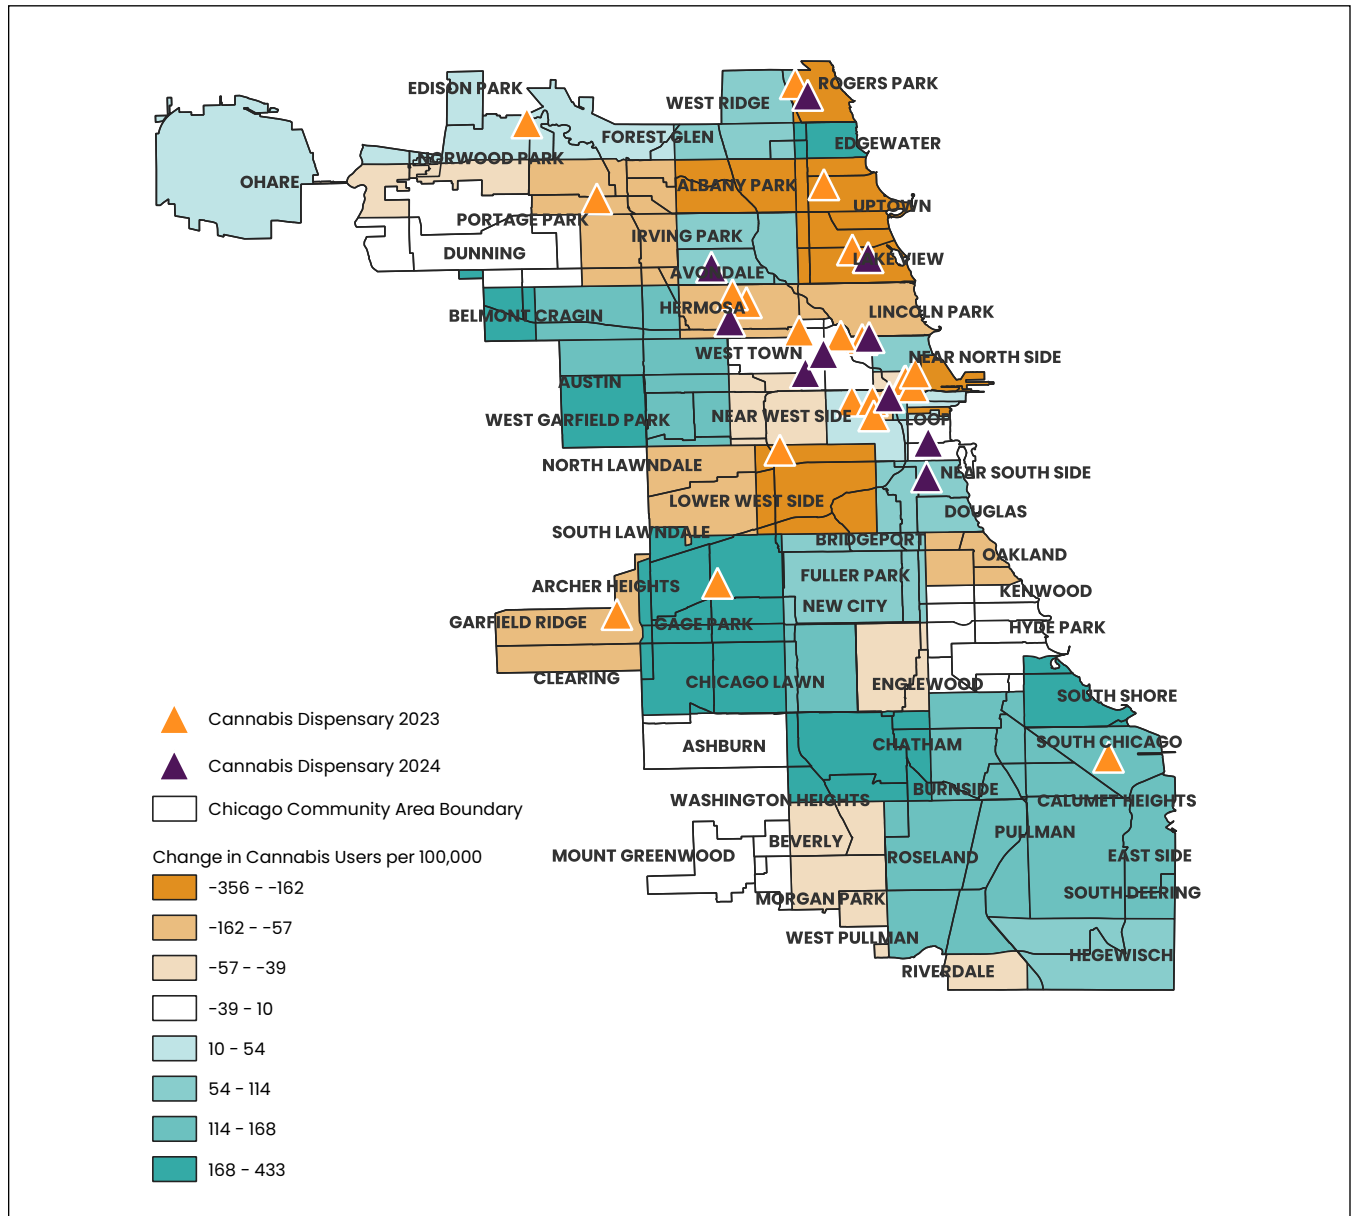 EDISON PARK
ROGERS PARK
WEST RIDGE
FOREST GLEN
EDGEWATER
NORWOOD PARK
OHARE
ALBANY PARK
UPTOWN
PORTAGE PARK
IRVING PARK
DUNNING
LAKE VIEW
AVONDALE
HERMOSA
BELMONT CRAGIN
LINCOLN PARK
WEST TOWN
NEAR NORTH SIDE
AUSTIN
WEST GARFIELD PARK
NEAR WEST SIDE
LOOP
NORTH LAWNDALE
NEAR SOUTH SIDE
LOWER WEST SIDE
DOUGLAS
SOUTH LAWNDALE
BRIDGEPORT
OAKLAND
ARCHER HEIGHTS
FULLER PARK
KENWOOD
NEW CITY
GARFIELD RIDGE
GAGE PARK
HYDE PARK
CLEARING
CHICAGO LAWN
ENGLEWOOD
SOUTH SHORE
ASHBURN
CHATHAM
SOUTH CHICAGO
BURNSIDE
WASHINGTON HEIGHTS
CALUMET HEIGHTS
PULLMAN
BEVERLY
MOUNT GREENWOOD
ROSELAND
EAST SIDE
SOUTH DEERING
MORGAN PARK
WEST PULLMAN
HEGEWISCH
RIVERDALE
Cannabis Dispensary 2023
Cannabis Dispensary 2024
Chicago Community Area Boundary
Change in Cannabis Users per 100,000
-356 - -162
-162 - -57
-57 - -39
-39 - 10
10 - 54
54 - 114
114 - 168
168 - 433